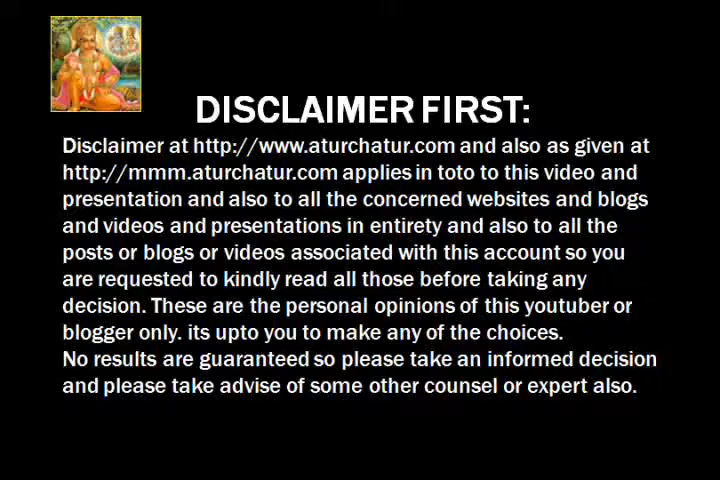 DISCLAIMER FIRST:
Disclaimer at http://www.aturchatur.com and also as given at
http://mmm.aturchatur.com applies in toto to this video and
presentation and also to all the concerned websites and blogs
and videos and presentations in entirety and also to all the
posts or blogs or videos associated with this account so you
are requested to kindly read all those before taking any
decision. These are the personal opinions of this youtuber or
blogger only. its upto you to make any of the choices.
No results are guaranteed so please take an informed decision
and please take advise of some other counsel or expert also.